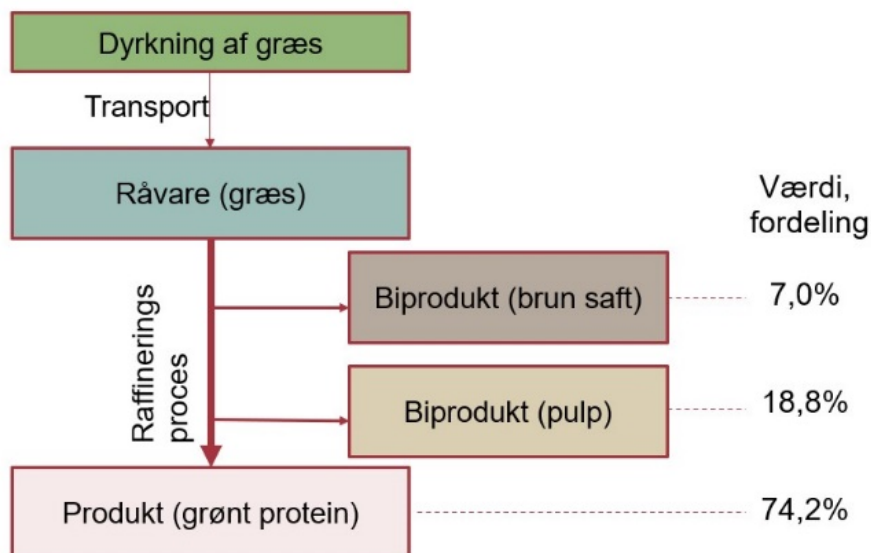 Dyrkning af græs
Transport
Råvare (græs)
Værdi,
fordeling
Raffinerings
proces
Biprodukt (brun saft)
7,0%
Biprodukt (pulp)
18,8%
Produkt (grønt protein)
74,2%